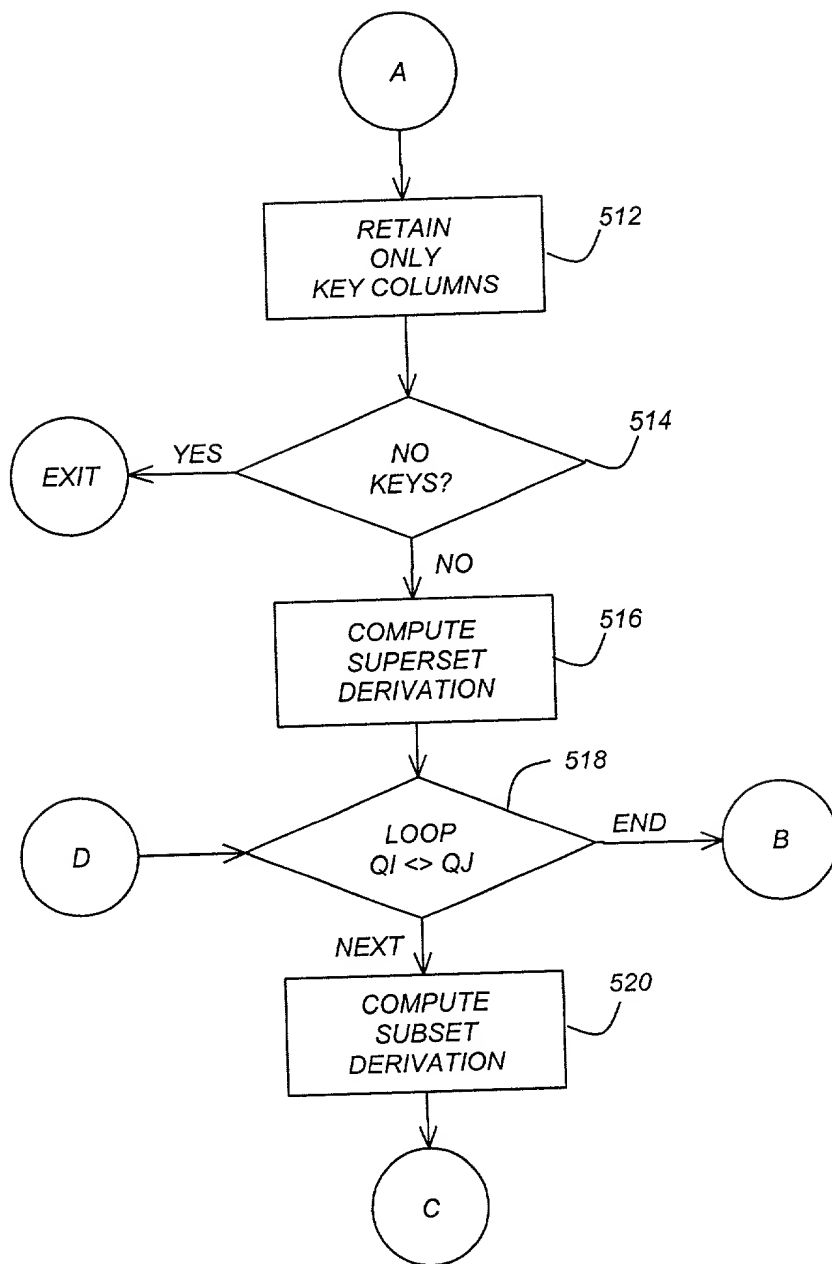 A
RETAIN
ONLY
KEY COLUMNS
512
514
YES
EXIT
NO
KEYS?
NO
COMPUTE
SUPERSET
DERIVATION
516
518
D
LOOP
QI <> QJ
END
B
NEXT
COMPUTE
SUBSET
DERIVATION
520
C